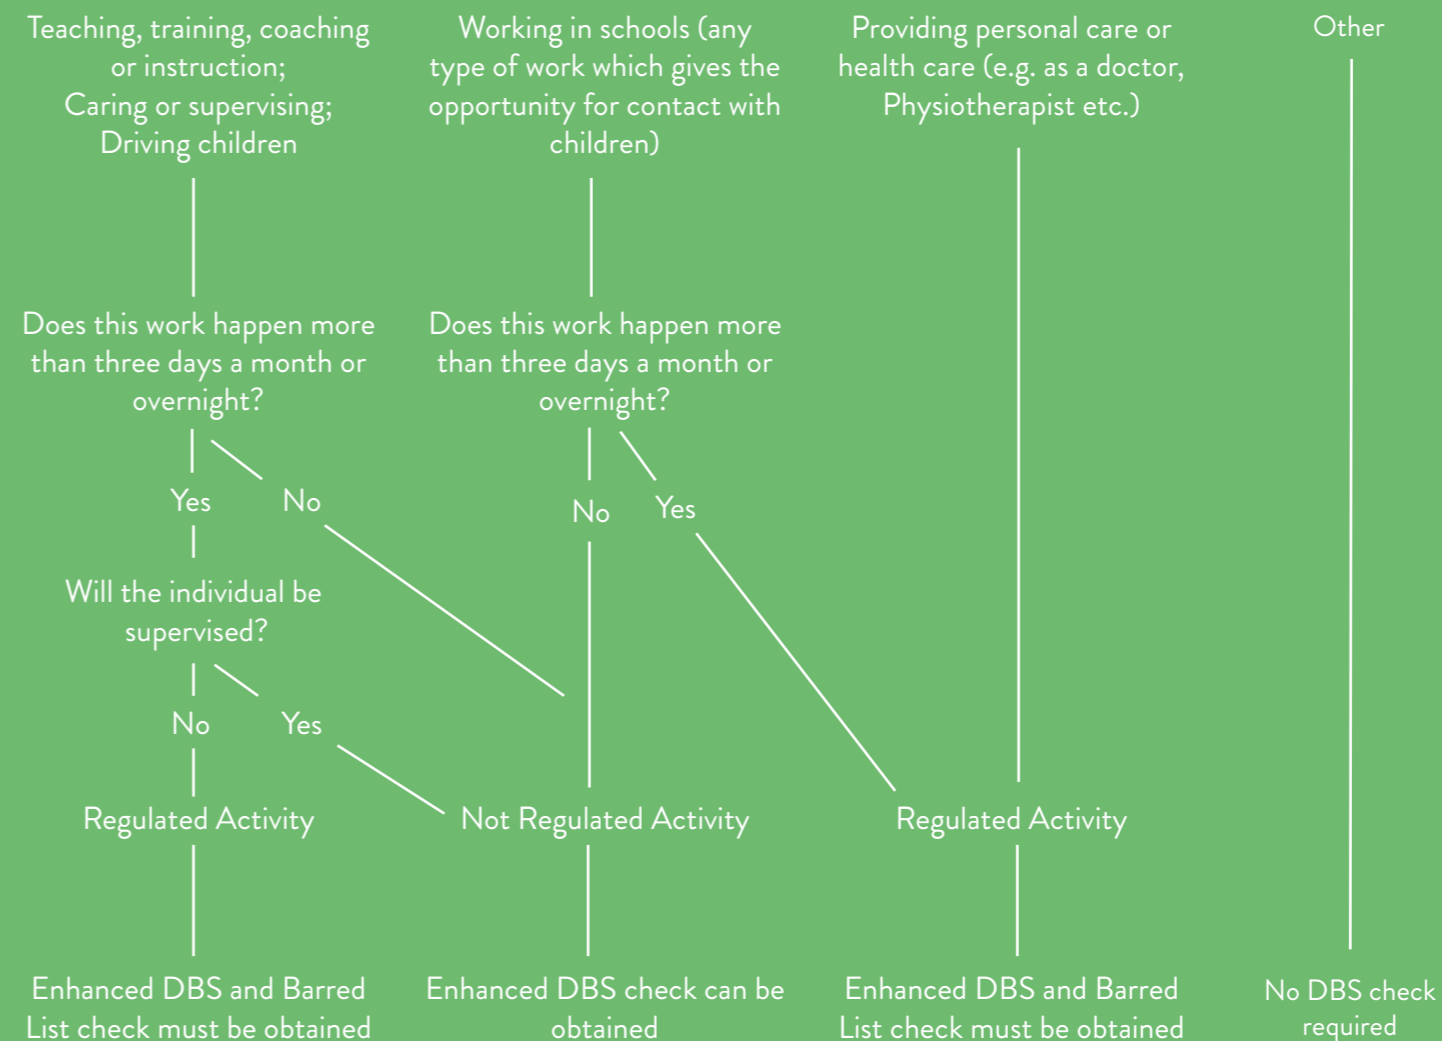 Teaching, training, coaching
or instruction;
Caring or supervising;
Driving children
Working in schools (any
type of work which gives the
opportunity for contact with
children)
Providing personal care or
health care (e.g. as a doctor,
Physiotherapist etc.)
Other
Does this work happen more
than three days a month or
overnight?
Does this work happen more
than three days a month or
overnight?
Yes
No
No
Yes
Will the individual be
supervised?
No
Yes
Regulated Activity
Not Regulated Activity
Regulated Activity
Enhanced DBS and Barred
List check must be obtained
Enhanced DBS check can be
obtained
Enhanced DBS and Barred
List check must be obtained
No DBS check
required